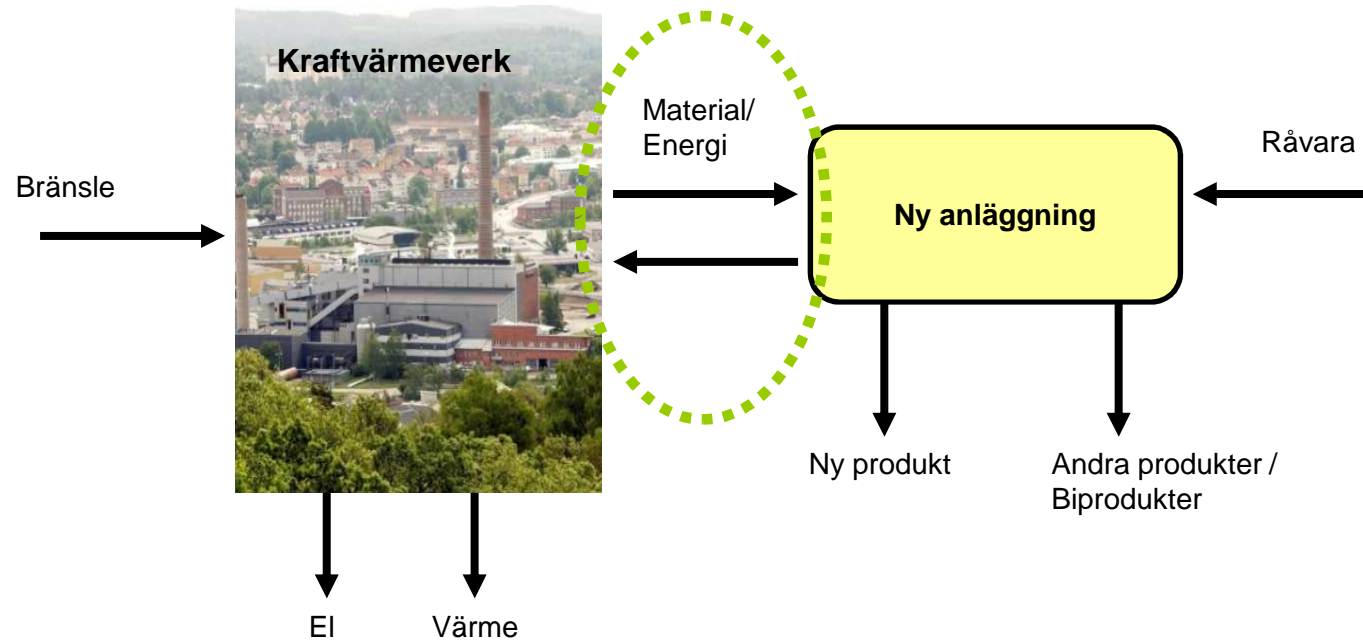 Kraftvärmeverk
Material/
Energi
Råvara
Bränsle
Ny anläggning
Ny produkt
Andra produkter /
Biprodukter
El
Värme